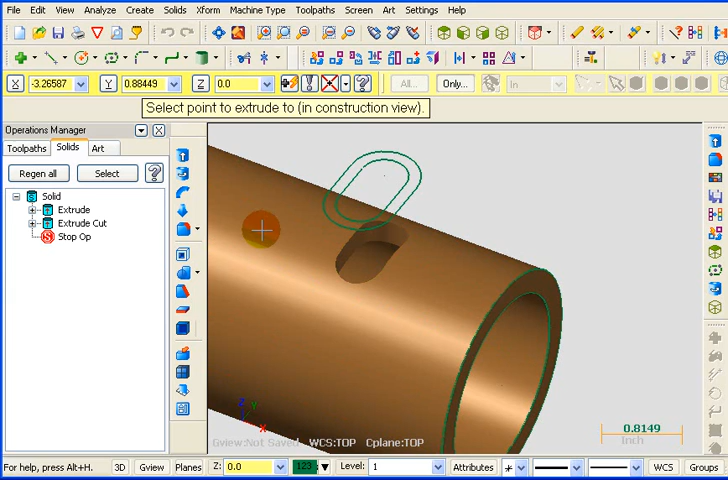 File Edit View Analyze Create Solids Xform Machine Type Toolpaths Screen Art Settings Help
X -3.26587 Y 0.88449 Z 0.0 All... Only... In
Select point to extrude to (in construction view).
Operations Manager
Toolpaths Solids Art
Regen all Select
Solid
Extrude
Extrude Cut
Stop Op
Z Y X
Gview:Not Saved WCS:TOP Cplane:TOP
0.8149
Inch
For help, press Alt+H. 3D Gview Planes Z: 0.0 123 Level: 1 Attributes WCS Groups